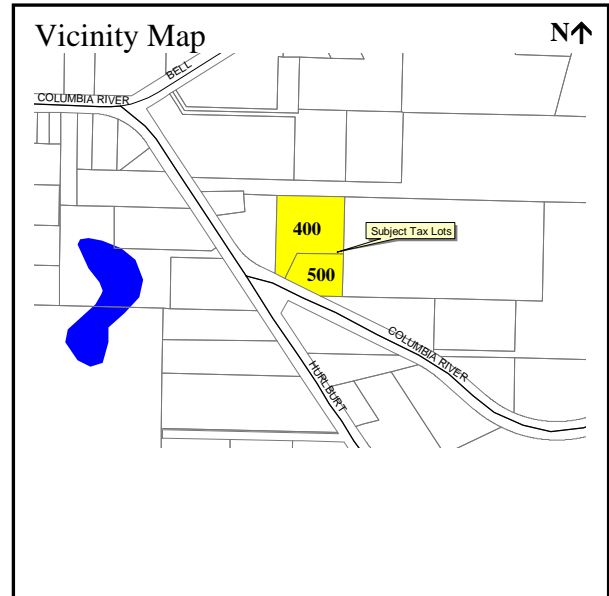 Vicinity Map
N↑
BELL
COLUMBIA RIVER
400
Subject Tax Lots
500
COLUMBIA RIVER
HURLBURT